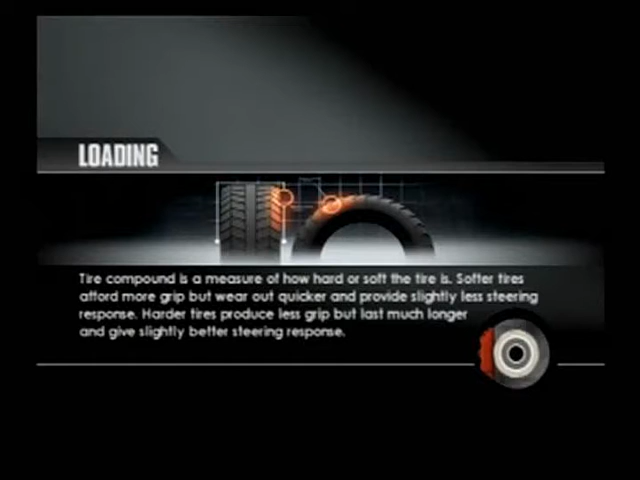 LOADING
Tire compound is a measure of how hard or soft the tire is. Softer tires
afford more grip but wear out quicker and provide slightly less steering
response. Harder tires produce less grip but last much longer
and give slightly better steering response.